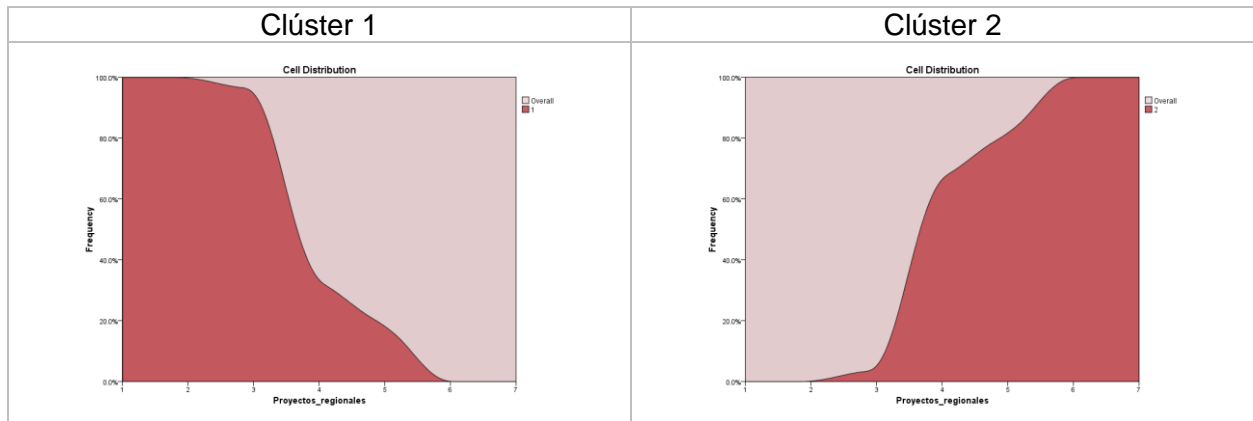 Clúster 1
Clúster 2
Cell Distribution
100.0%
80.0%
60.0%
40.0%
20.0%
0.0%
Frequency
1 2 3 4 5 6 7
Proyectos_regionales
Overall
1
Cell Distribution
100.0%
80.0%
60.0%
40.0%
20.0%
0.0%
Frequency
1 2 3 4 5 6 7
Proyectos_regionales
Overall
2